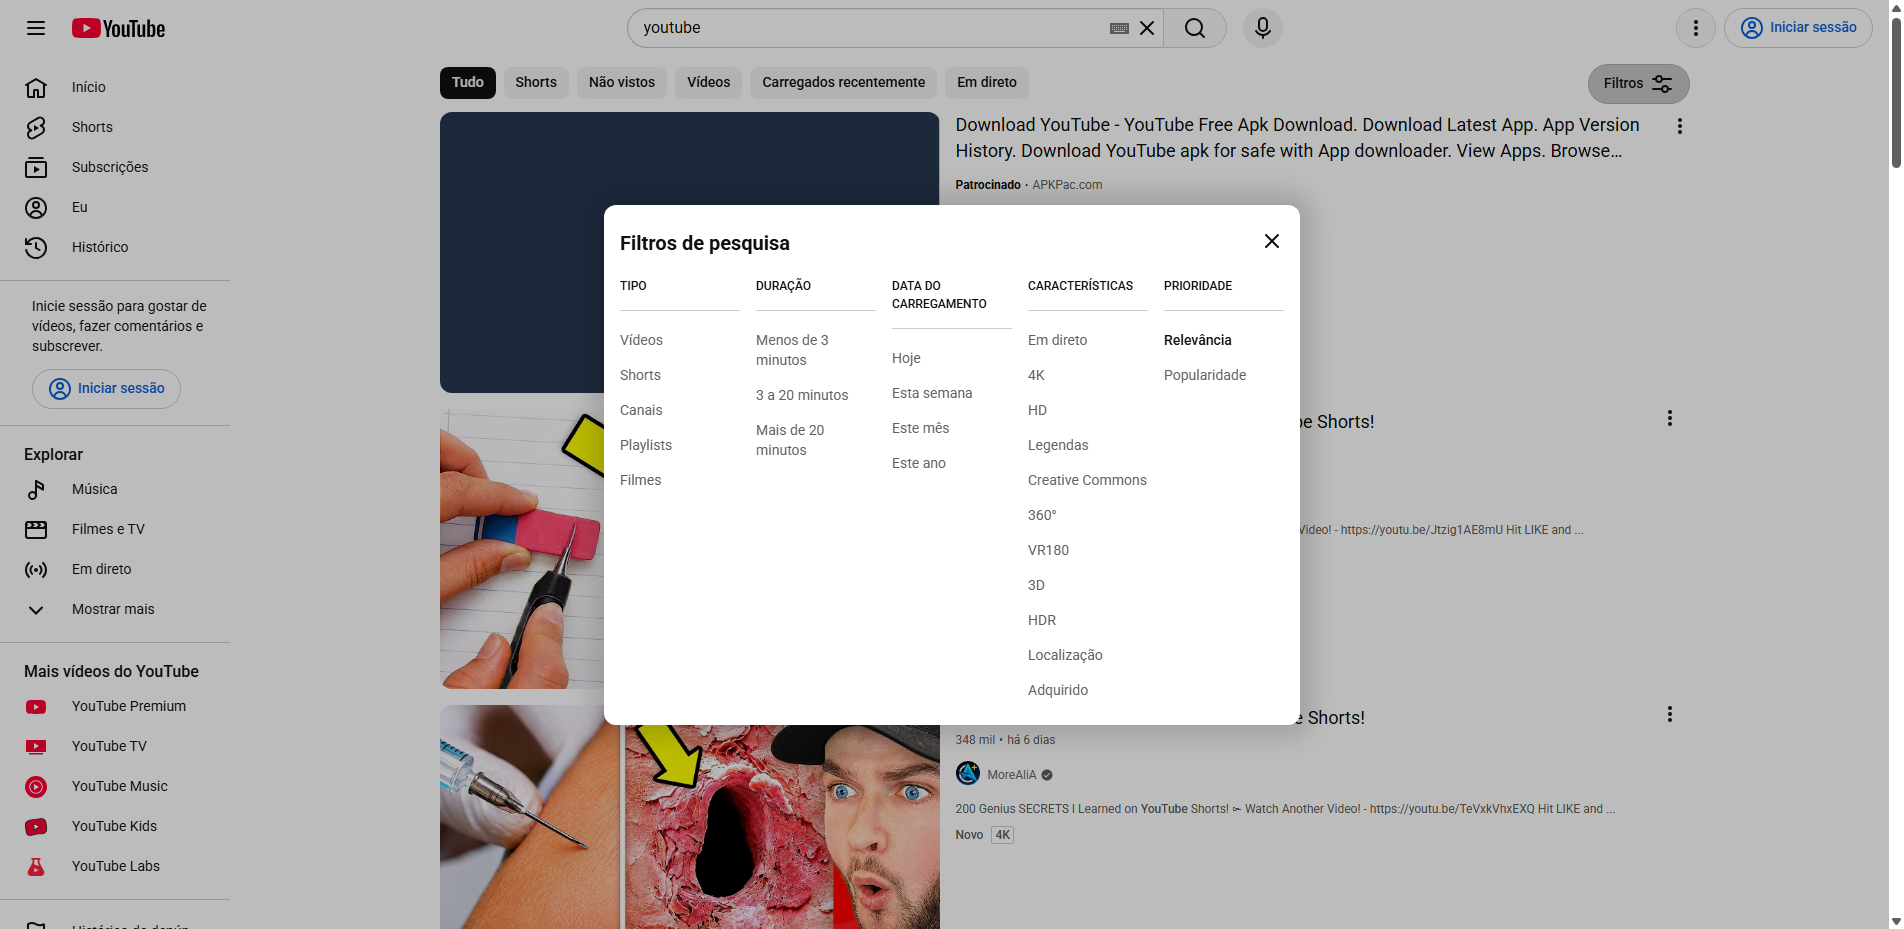 YouTube
youtube
Iniciar sessão
Início
Shorts
Subscrições
Eu
Histórico
Inicie sessão para gostar de
vídeos, fazer comentários e
subscrever.
Iniciar sessão
Explorar
Música
Filmes e TV
Em direto
Mostrar mais
Mais vídeos do YouTube
YouTube Premium
YouTube TV
YouTube Music
YouTube Kids
YouTube Labs
Tudo
Shorts
Não vistos
Vídeos
Carregados recentemente
Em direto
Filtros
Download YouTube - YouTube Free Apk Download. Download Latest App. App Version
History. Download YouTube apk for safe with App downloader. View Apps. Browse...
Patrocinado · APKPac.com
Filtros de pesquisa
TIPO
Vídeos
Shorts
Canais
Playlists
Filmes
DURAÇÃO
Menos de 3
minutos
3 a 20 minutos
Mais de 20
minutos
DATA DO
CARREGAMENTO
Hoje
Esta semana
Este mês
Este ano
CARACTERÍSTICAS
Em direto
4K
HD
Legendas
Creative Commons
360°
VR180
3D
HDR
Localização
Adquirido
PRIORIDADE
Relevância
Popularidade
be Shorts!
Video! - https://youtu.be/Jtzig1AE8mU Hit LIKE and ...
e Shorts!
348 mil • há 6 dias
MoreAliA
200 Genius SECRETS I Learned on YouTube Shorts! ➛ Watch Another Video! - https://youtu.be/TeVxkVhxEXQ Hit LIKE and ...
Novo
4K